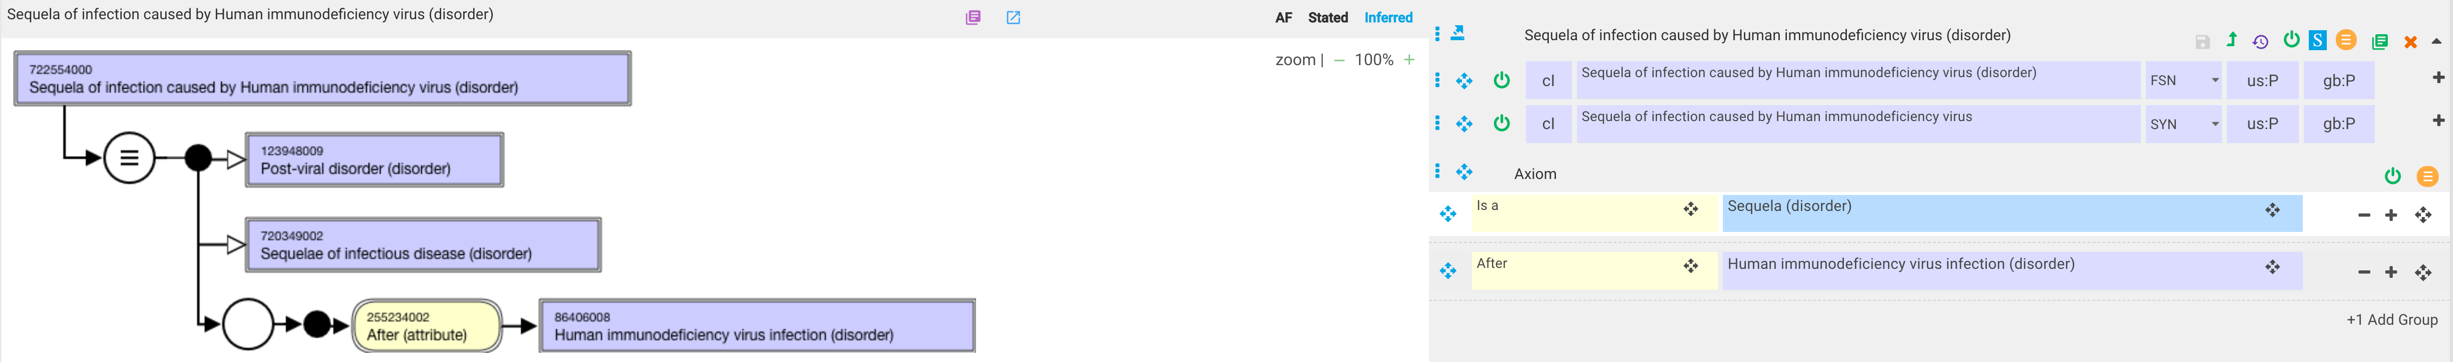 Sequela of infection caused by Human immunodeficiency virus (disorder)
AF Stated Inferred
zoom | − 100% +
722554000
Sequela of infection caused by Human immunodeficiency virus (disorder)
123948009
Post-viral disorder (disorder)
720349002
Sequelae of infectious disease (disorder)
255234002
After (attribute)
86406008
Human immunodeficiency virus infection (disorder)
Sequela of infection caused by Human immunodeficiency virus (disorder)
S
cI Sequela of infection caused by Human immunodeficiency virus (disorder) FSN us:P gb:P
cI Sequela of infection caused by Human immunodeficiency virus SYN us:P gb:P
Axiom
Is a Sequela (disorder)
After Human immunodeficiency virus infection (disorder)
+1 Add Group